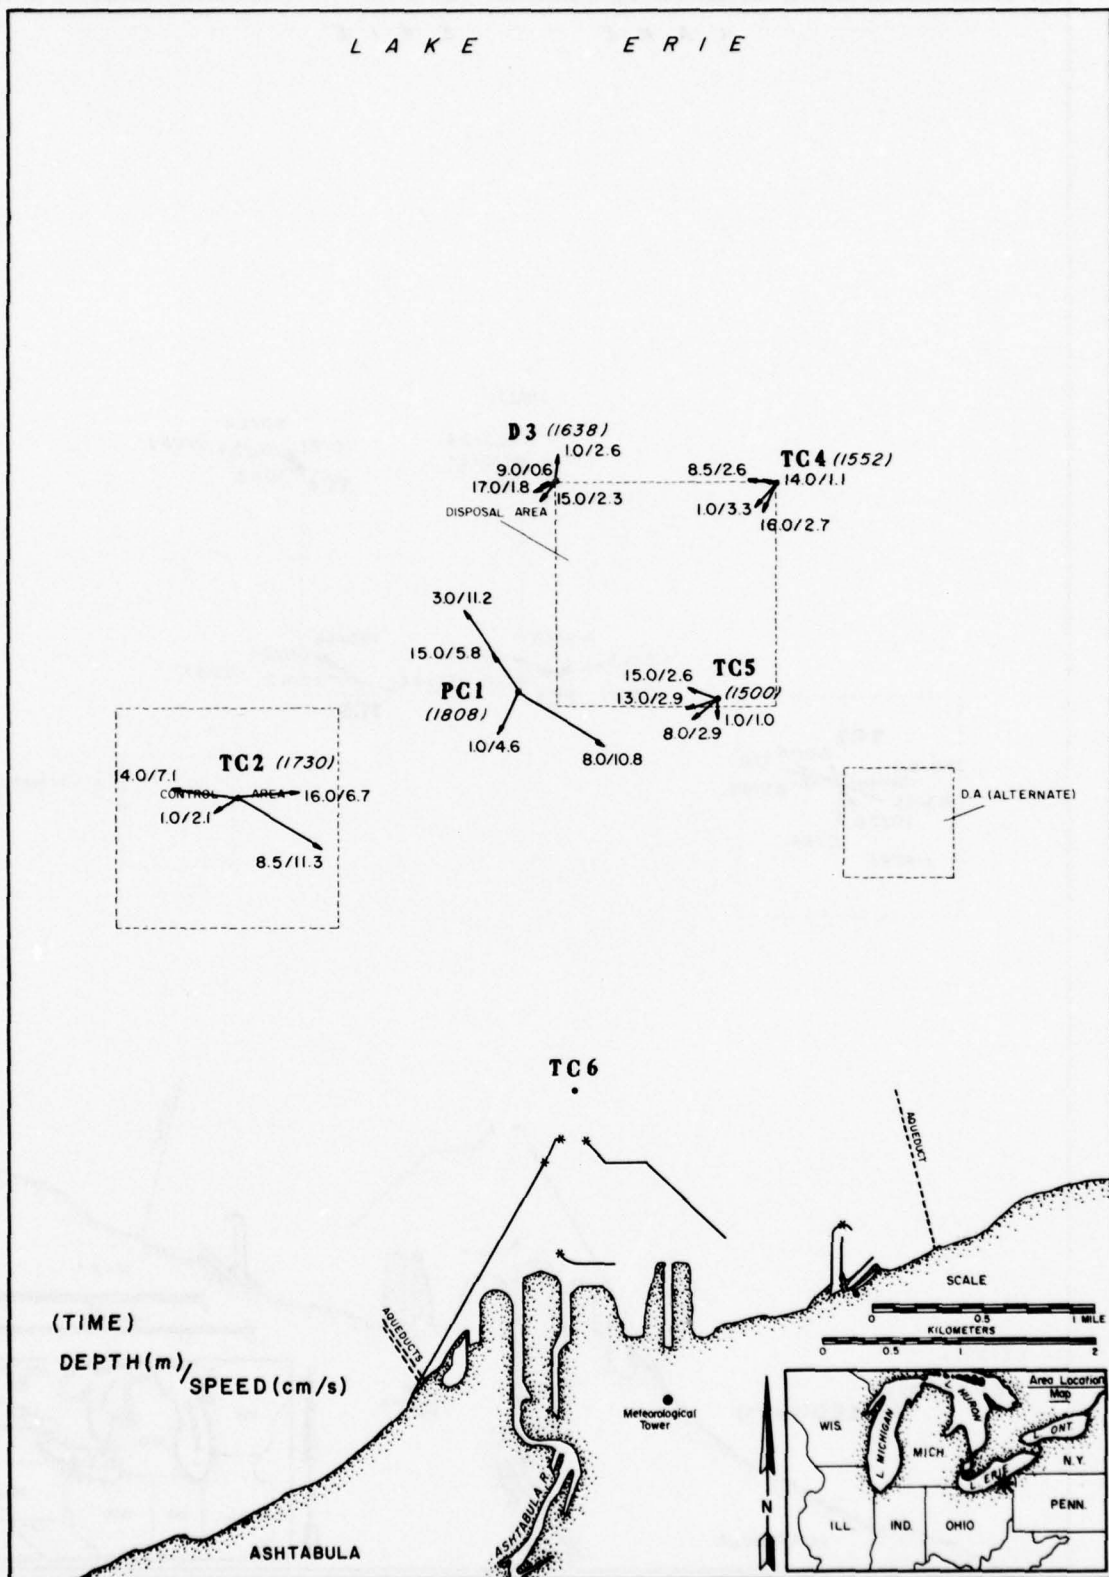 LAKE ERIE
D3 (1638)
1.0/2.6
9.0/0.6
17.0/1.8
15.0/2.3
DISPOSAL AREA
TC4 (1552)
8.5/2.6
14.0/1.1
1.0/3.3
16.0/2.7
3.0/11.2
15.0/5.8
PC1
(1808)
1.0/4.6
8.0/10.8
TC5
(1500)
15.0/2.6
13.0/2.9
8.0/2.9
1.0/1.0
TC2 (1730)
14.0/7.1
CONTROL AREA
16.0/6.7
1.0/2.1
8.5/11.3
D.A (ALTERNATE)
TC6
AQUEDUCT
AQUEDUCTS
SCALE
0 0.5 1 MILE
KILOMETERS
0 0.5 1 2
(TIME)
DEPTH(m)/SPEED(cm/s)
Meteorological
Tower
N
ASHTABULA R.
ASHTABULA
Area Location
Map
WIS.
L. MICHIGAN
MICH
L. HURON
L. ONT
L. ERIE
N.Y.
PENN.
ILL
IND.
OHIO